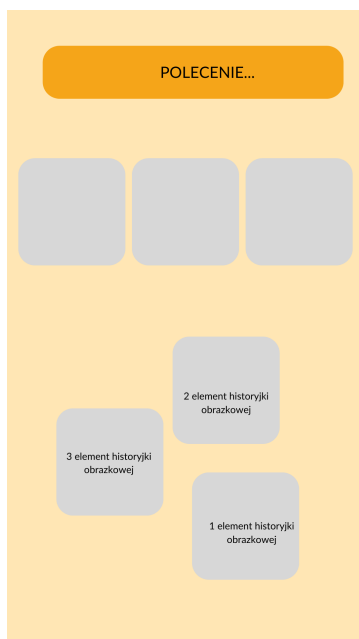 POLECENIE...
2 element historyjki
obrazkowej
3 element historyjki
obrazkowej
1 element historyjki
obrazkowej